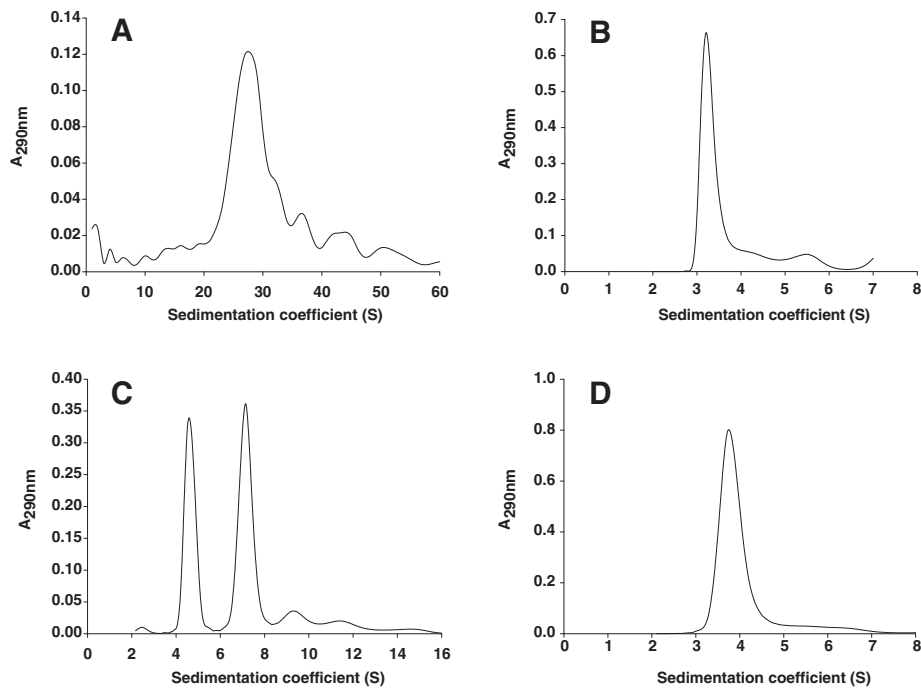 A
0.14
0.12
0.10
0.08
0.06
0.04
0.02
0.00
A290nm
0 10 20 30 40 50 60
Sedimentation coefficient (S)
B
0.7
0.6
0.5
0.4
0.3
0.2
0.1
0.0
A290nm
0 1 2 3 4 5 6 7 8
Sedimentation coefficient (S)
C
0.40
0.35
0.30
0.25
0.20
0.15
0.10
0.05
0.00
A290nm
0 2 4 6 8 10 12 14 16
Sedimentation coefficient (S)
D
1.0
0.8
0.6
0.4
0.2
0.0
A290nm
0 1 2 3 4 5 6 7 8
Sedimentation coefficient (S)